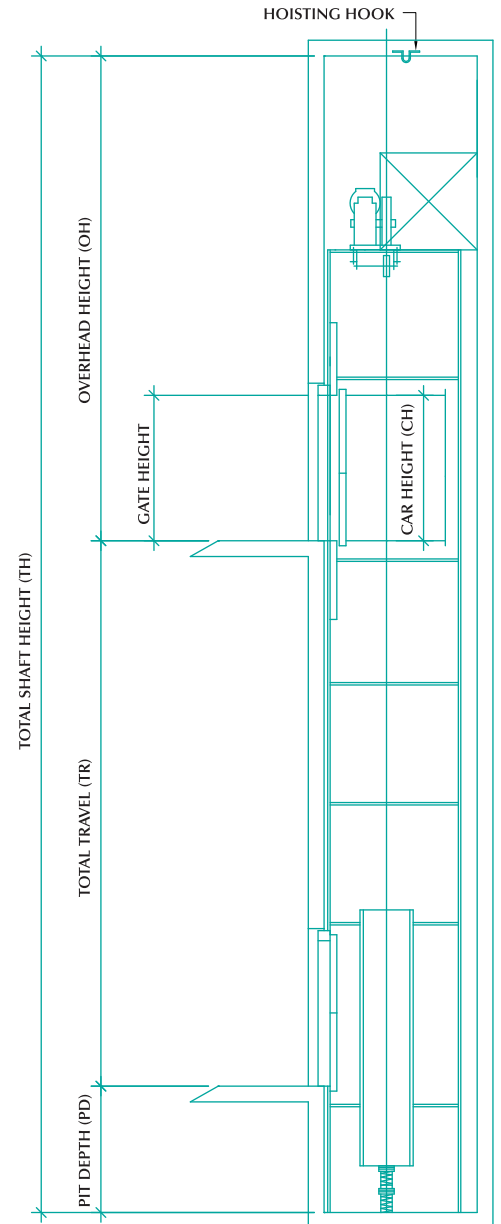 HOISTING HOOK
OVERHEAD HEIGHT (OH)
GATE HEIGHT
CAR HEIGHT (CH)
TOTAL SHAFT HEIGHT (TH)
TOTAL TRAVEL (TR)
PIT DEPTH (PD)